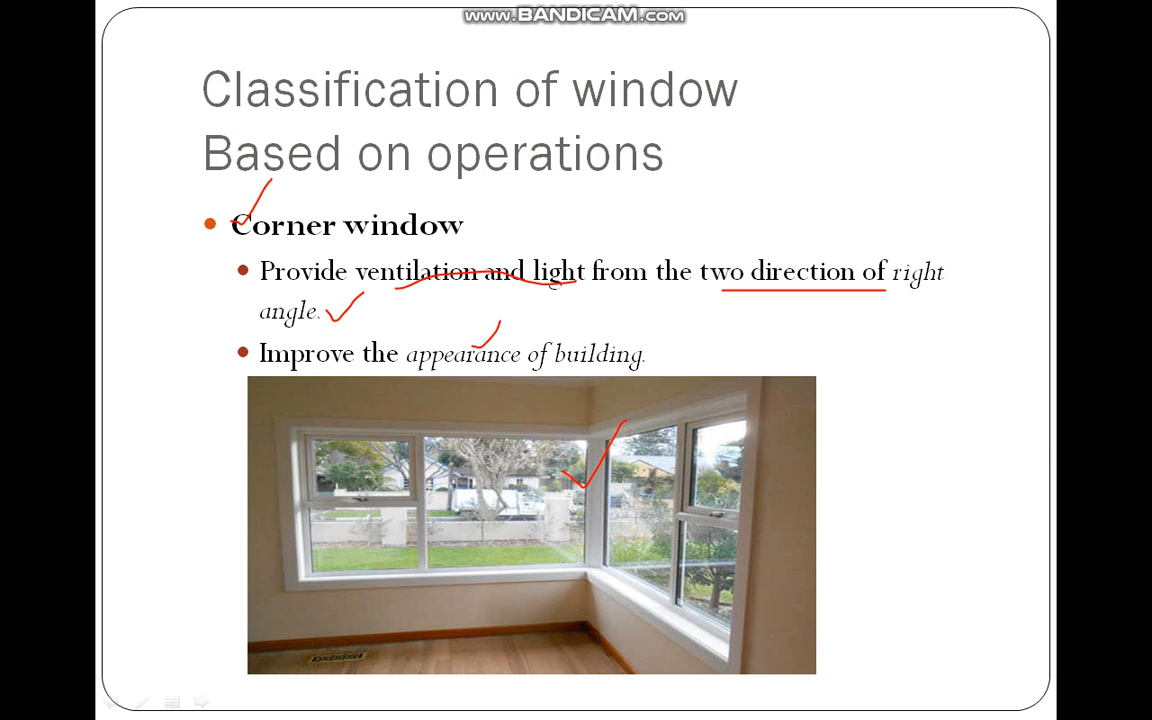 www.BANDICAM.com
Classification of window
Based on operations
Corner window
Provide ventilation and light from the two direction of right
angle.
Improve the appearance of building.